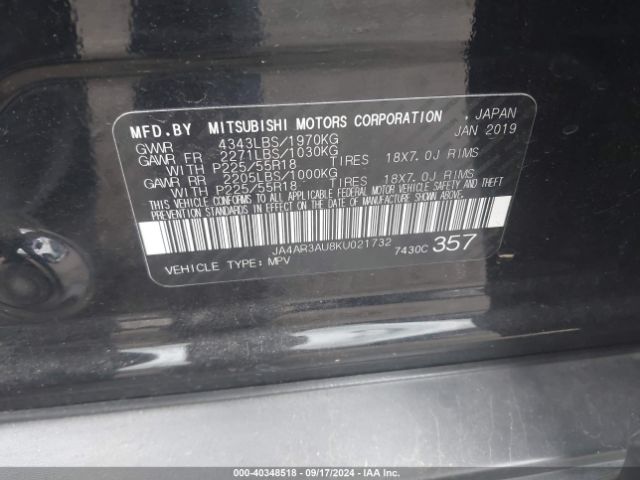 MFD.BY MITSUBISHI MOTORS CORPORATION , JAPAN
GVWR 4343LBS/1970KG JAN 2019
GAWR FR 2271LBS/1030KG
WITH P225/55R18 TIRES 18X7.0J RIMS
GAWR RR 2205LBS/1000KG
WITH P225/55R18 TIRES 18X7.0J RIMS
THIS VEHICLE CONFORMS TO ALL APPLICABLE FEDERAL MOTOR VEHICLE SAFETY AND THEFT
PREVENTION STANDARDS IN EFFECT ON THE DATE OF MANUFACTURE SHOWN ABOVE.
JA4AR3AU8KU021732
VEHICLE TYPE: MPV 7430C 357
000-40348518 - 09/17/2024 - IAAI.COM